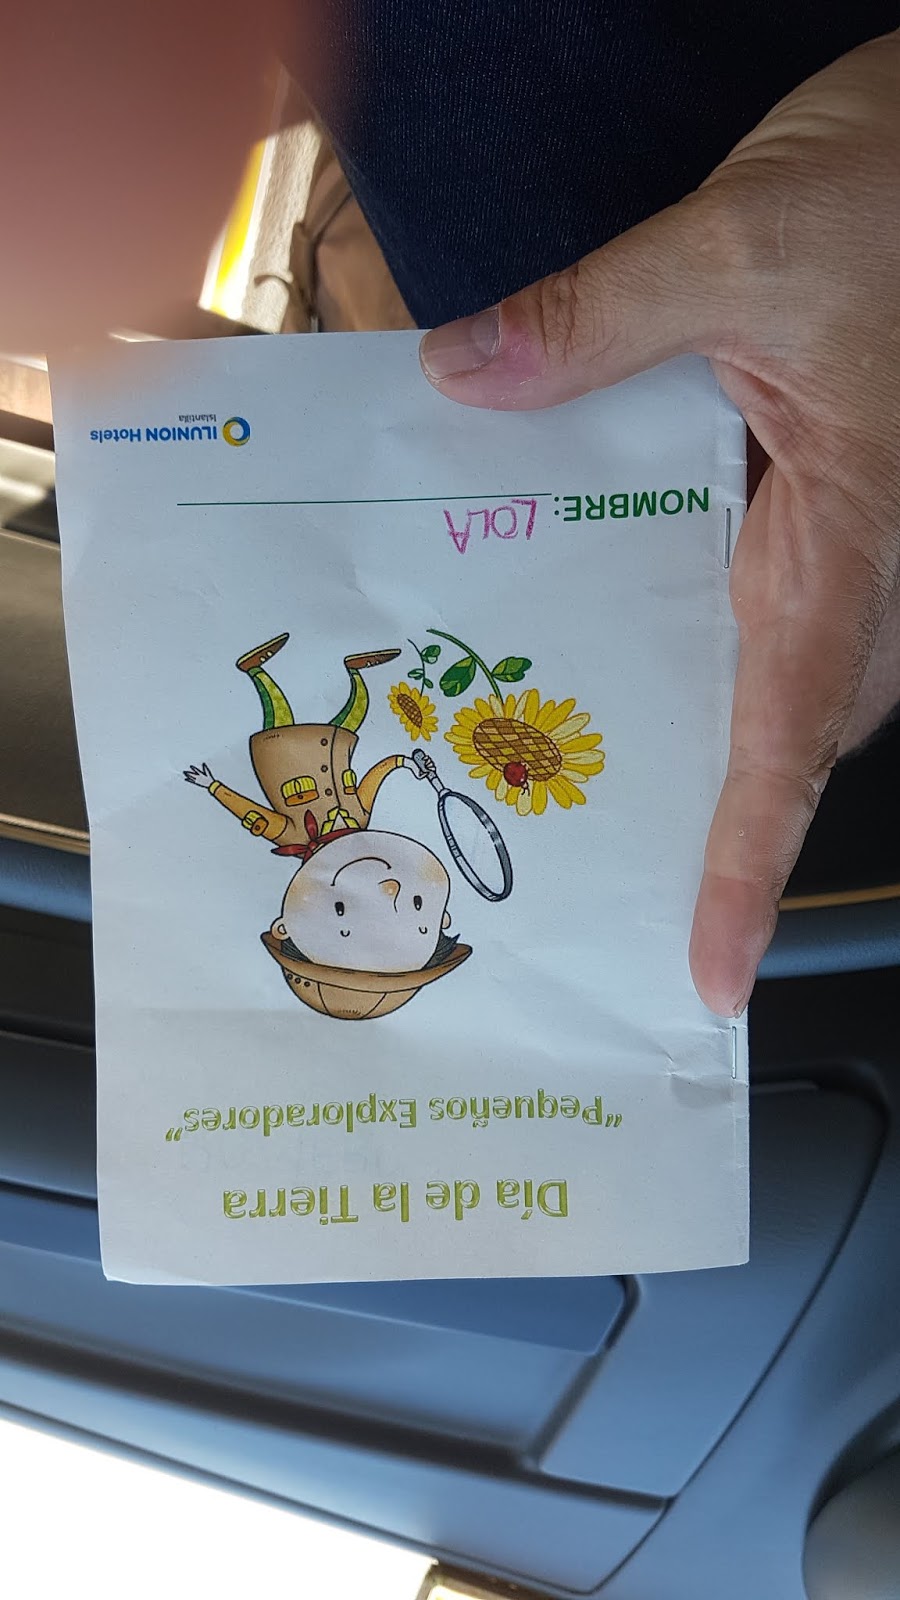 Día de la Tierra
“Pequeños Exploradores”
NOMBRE: LOLA
ILUNION Hotels
Islantilla